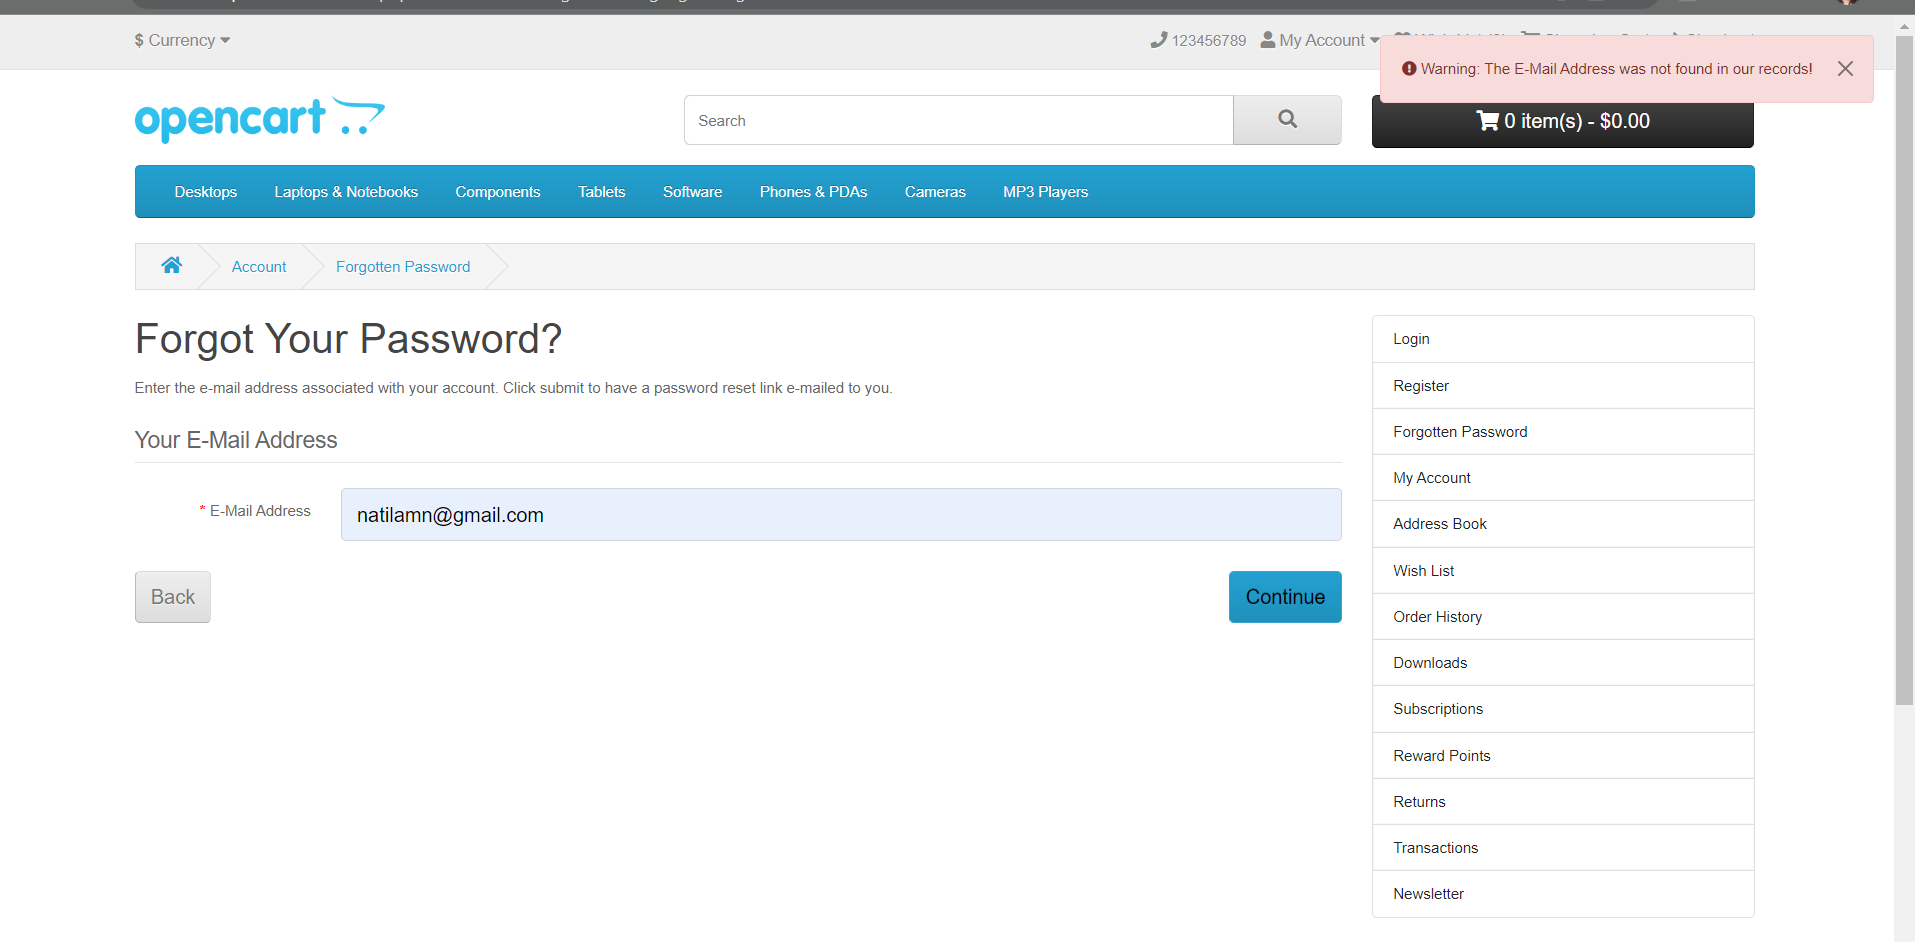 $ Currency
123456789 My Account
Warning: The E-Mail Address was not found in our records!
opencart
Search
0 item(s) - $0.00
Desktops Laptops & Notebooks Components Tablets Software Phones & PDAs Cameras MP3 Players
Account Forgotten Password
Forgot Your Password?
Enter the e-mail address associated with your account. Click submit to have a password reset link e-mailed to you.
Your E-Mail Address
* E-Mail Address natilamn@gmail.com
Back Continue
Login
Register
Forgotten Password
My Account
Address Book
Wish List
Order History
Downloads
Subscriptions
Reward Points
Returns
Transactions
Newsletter